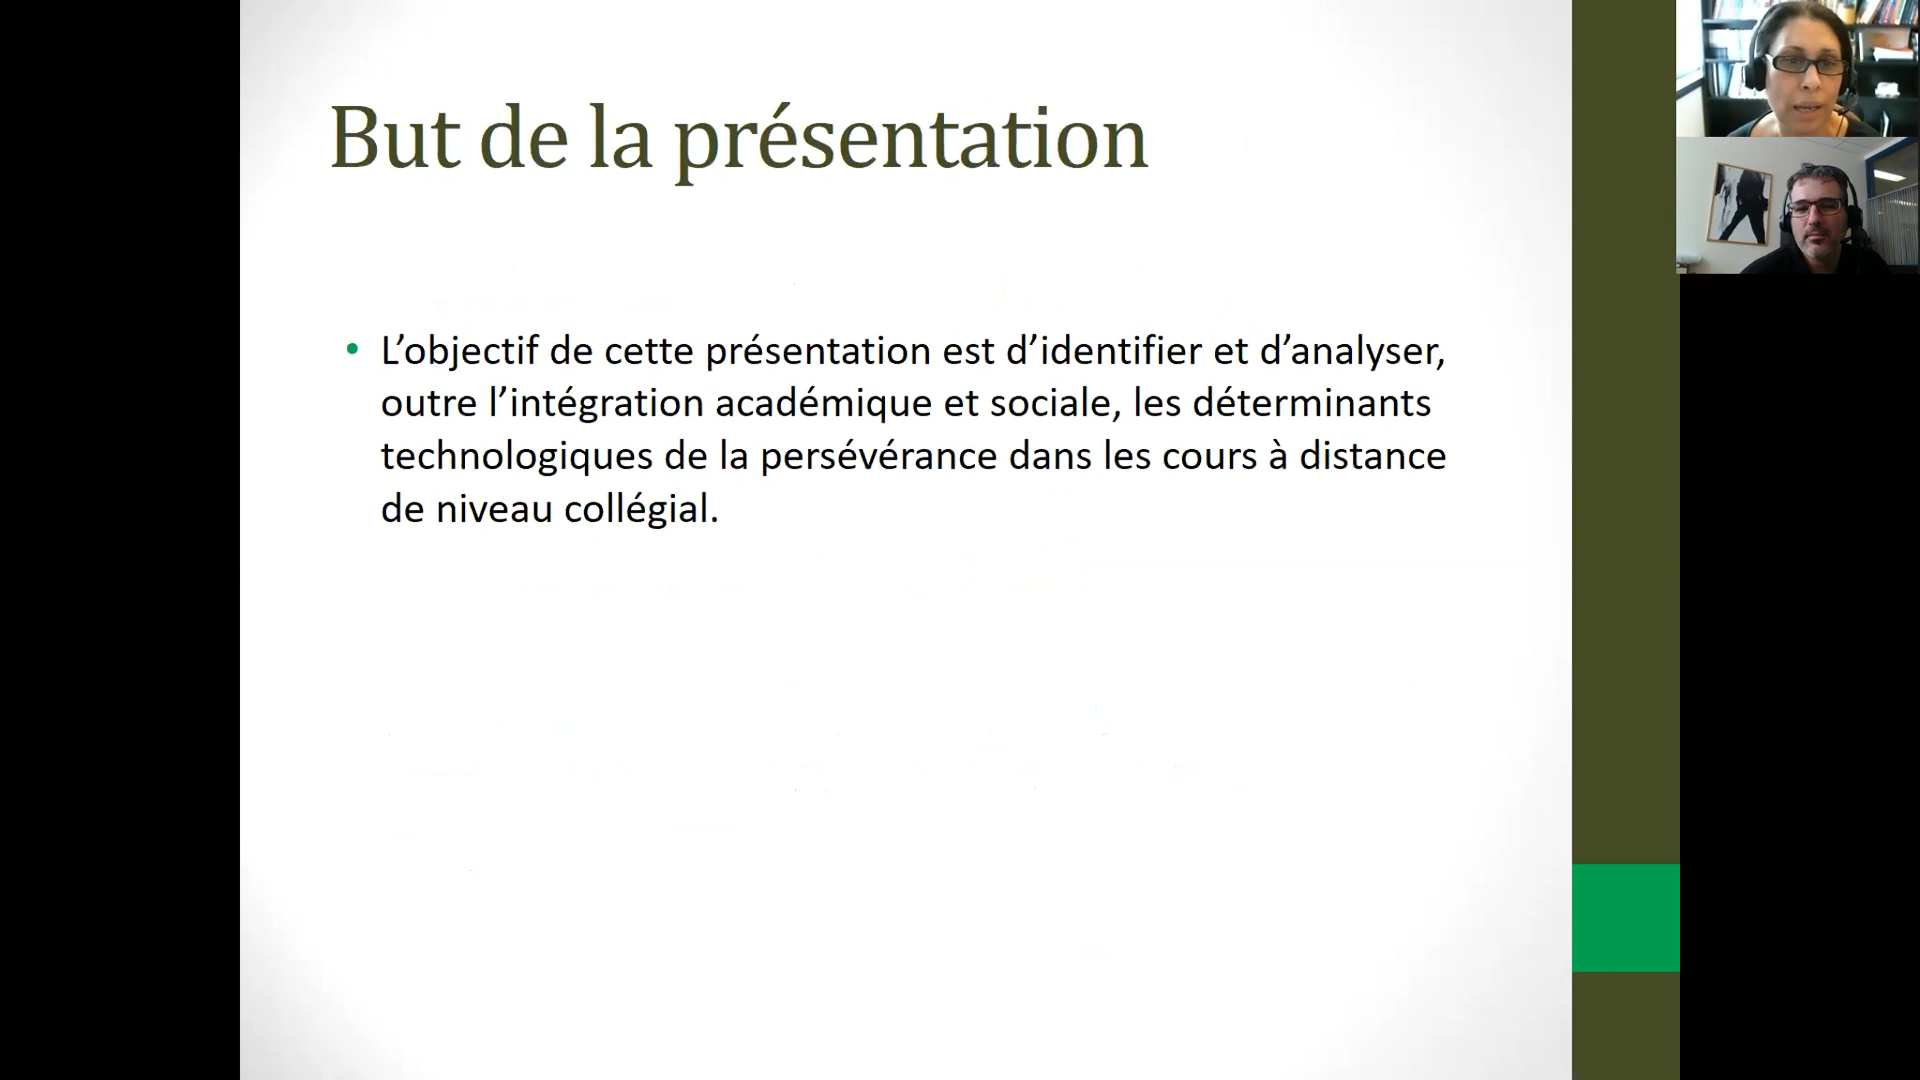 But de la présentation
• L’objectif de cette présentation est d’identifier et d’analyser,
outre l’intégration académique et sociale, les déterminants
technologiques de la persévérance dans les cours à distance
de niveau collégial.